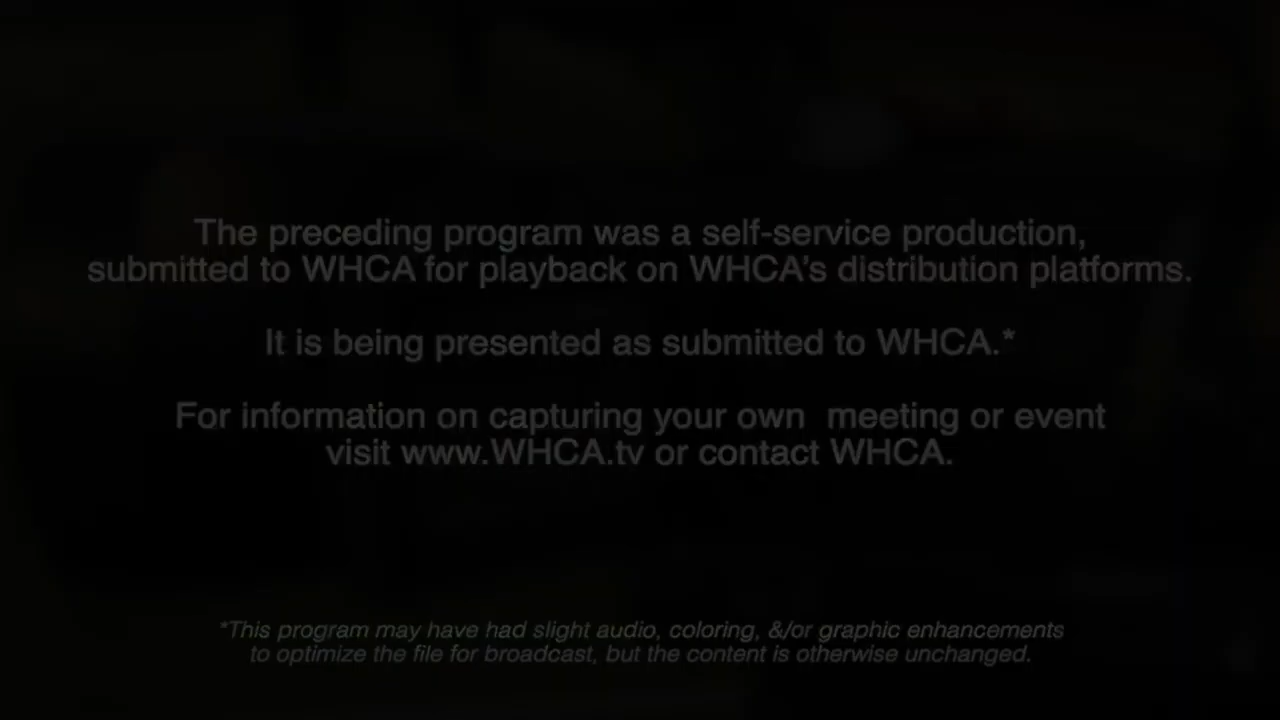 The preceding program was a self-service production,
submitted to WHCA for playback on WHCA's distribution platforms.
It is being presented as submitted to WHCA.*
For information on capturing your own  meeting or event
visit www.WHCA.tv or contact WHCA.
*This program may have had slight audio, coloring, &/or graphic enhancements
to optimize the file for broadcast, but the content is otherwise unchanged.